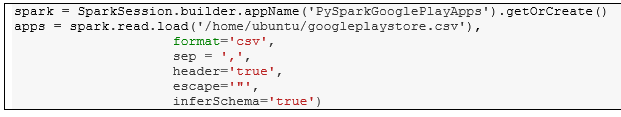 spark = SparkSession.builder.appName('PySparkGooglePlayApps').getOrCreate()
apps = spark.read.load('/home/ubuntu/googleplaystore.csv'),
format='csv',
sep = ',',
header='true',
escape='"',
inferSchema='true')